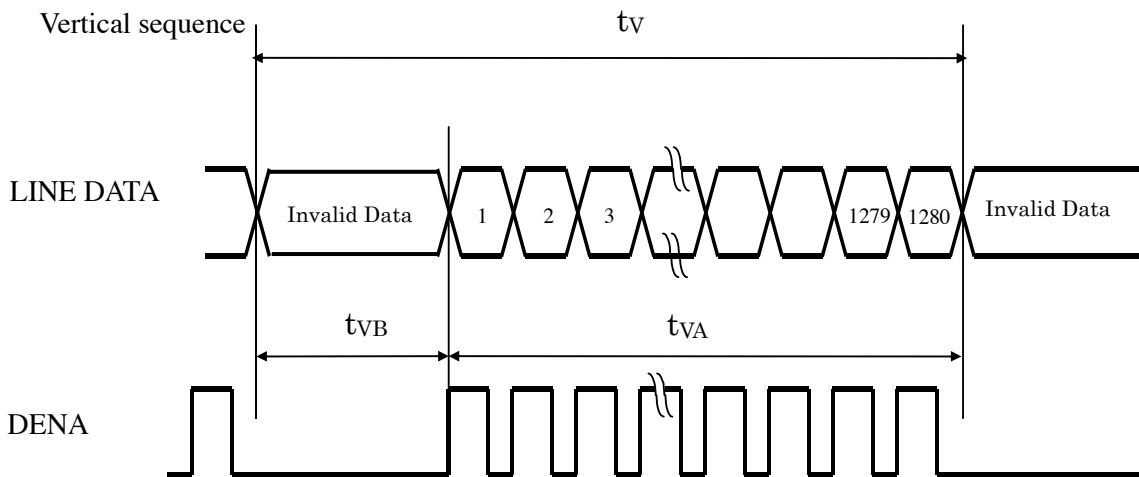 Vertical sequence tV
LINE DATA Invalid Data 1 2 3 1279 1280 Invalid Data
tVB tVA
DENA